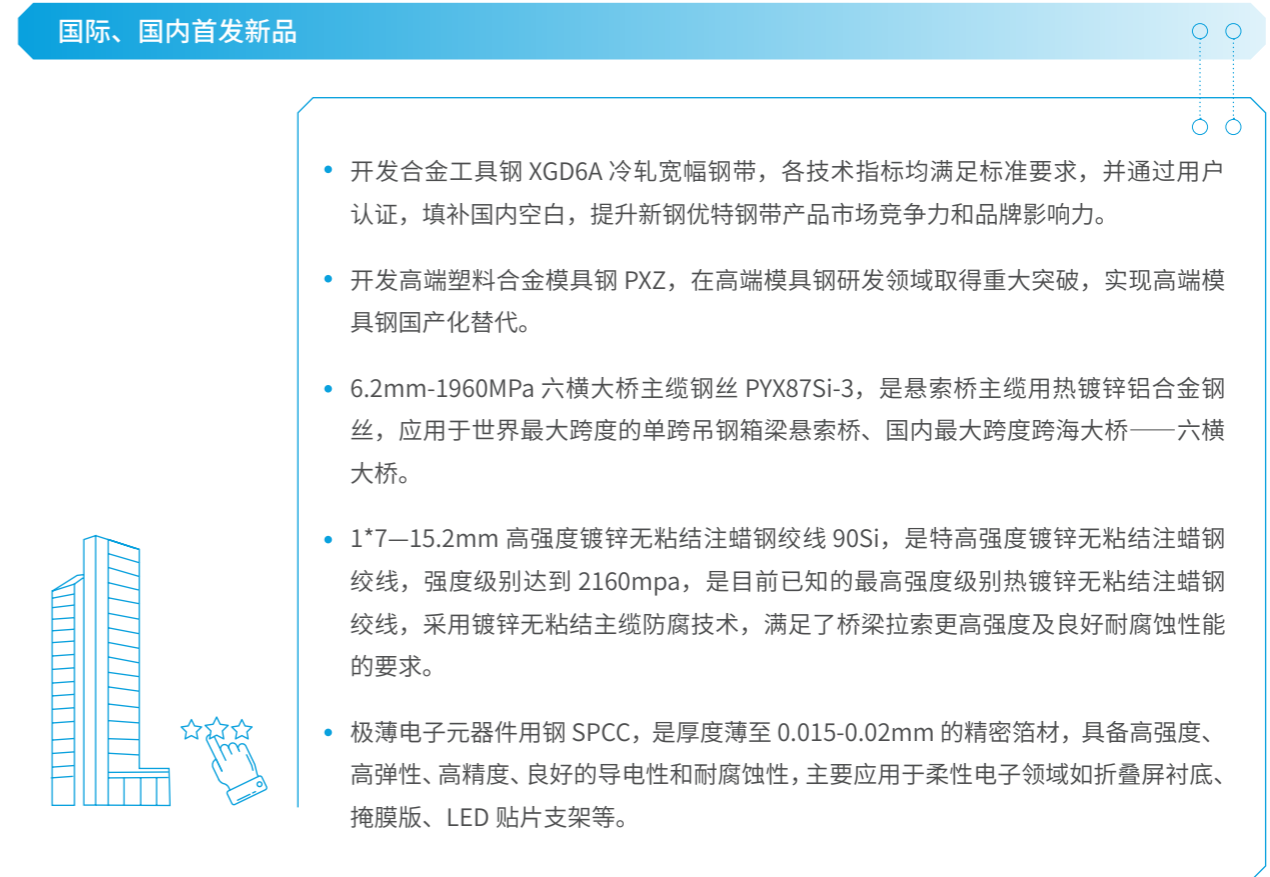 国际、国内首发新品
• 开发合金工具钢 XGD6A 冷轧宽幅钢带，各技术指标均满足标准要求，并通过用户
认证，填补国内空白，提升新钢优特钢带产品市场竞争力和品牌影响力。
• 开发高端塑料合金模具钢 PXZ，在高端模具钢研发领域取得重大突破，实现高端模
具钢国产化替代。
• 6.2mm-1960MPa 六横大桥主缆钢丝 PYX87Si-3，是悬索桥主缆用热镀锌铝合金钢
丝，应用于世界最大跨度的单跨吊钢箱梁悬索桥、国内最大跨度跨海大桥——六横
大桥。
• 1*7—15.2mm 高强度镀锌无粘结注蜡钢绞线 90Si，是特高强度镀锌无粘结注蜡钢
绞线，强度级别达到 2160mpa，是目前已知的最高强度级别热镀锌无粘结注蜡钢
绞线，采用镀锌无粘结主缆防腐技术，满足了桥梁拉索更高强度及良好耐腐蚀性能
的要求。
• 极薄电子元器件用钢 SPCC，是厚度薄至 0.015-0.02mm 的精密箔材，具备高强度、
高弹性、高精度、良好的导电性和耐腐蚀性，主要应用于柔性电子领域如折叠屏衬底、
掩膜版、LED 贴片支架等。